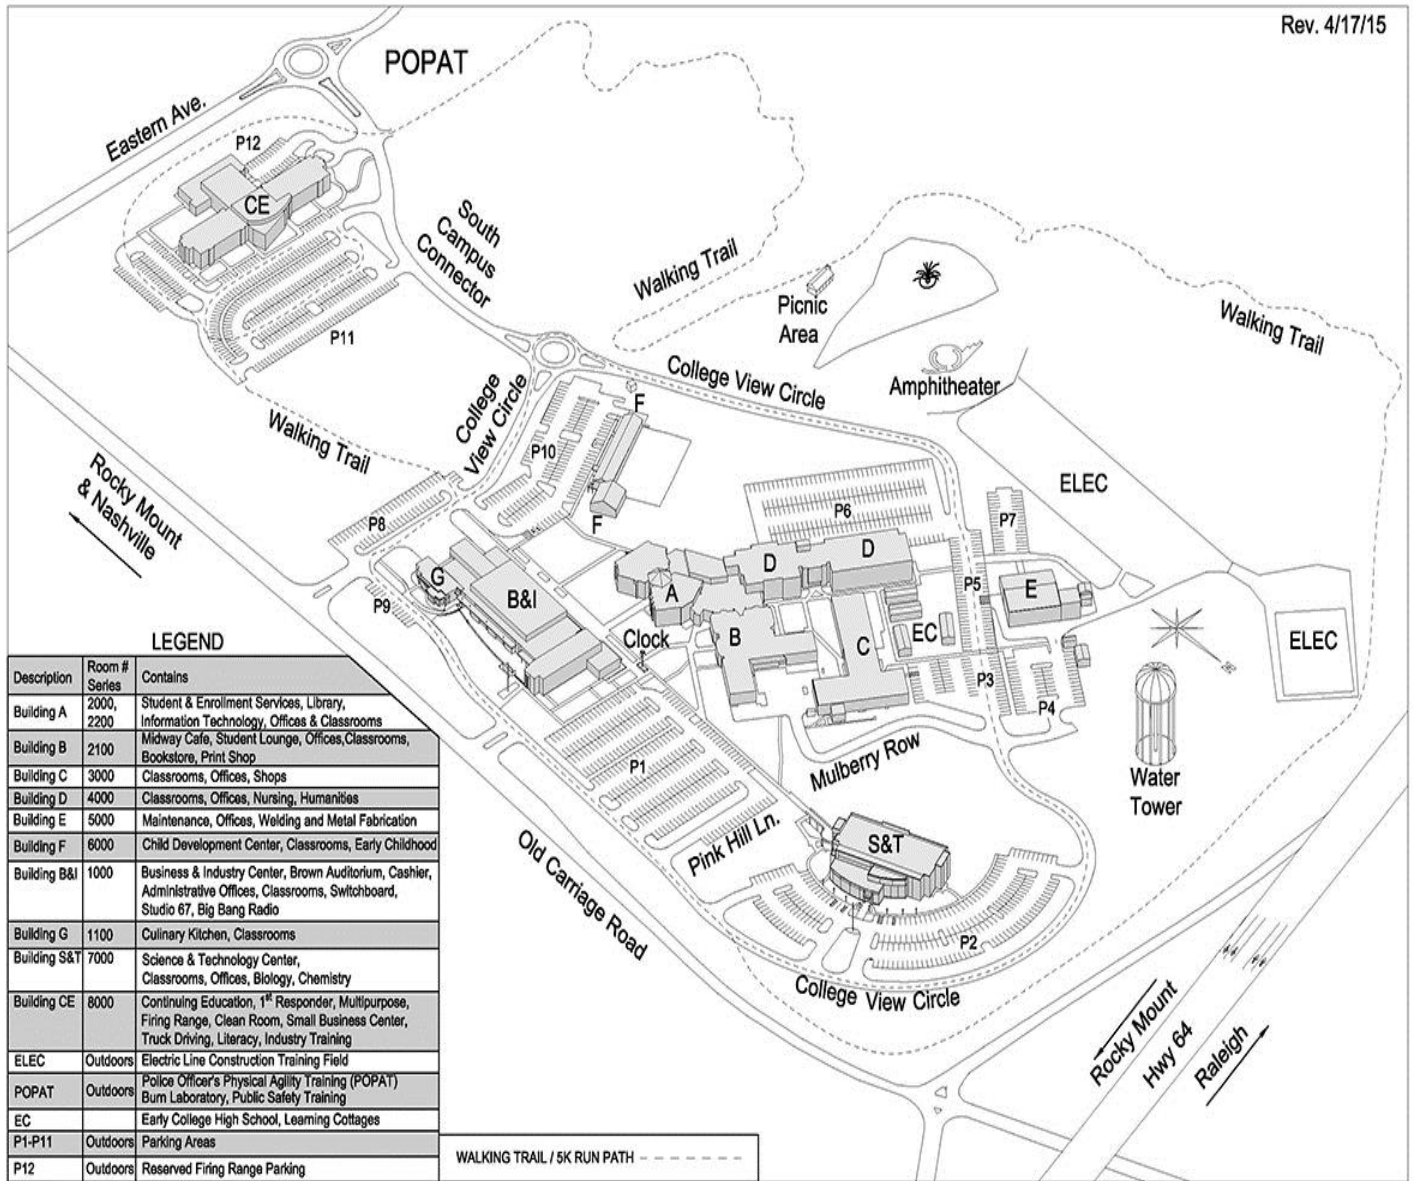 Rev. 4/17/15
POPAT
Eastern Ave.
P12
CE
South
Campus
Connector
Walking Trail
Picnic
Area
Walking Trail
P11
College View Circle
Amphitheater
College
View Circle
F
Walking Trail
P10
Rocky Mount
& Nashville
ELEC
P8
F
P6
P7
D
D
G
A
P5
E
P9
B&I
Clock
B
C
EC
ELEC
P3
P4
P1
Mulberry Row
Water
Tower
Pink Hill Ln.
S&T
Old Carriage Road
P2
College View Circle
Rocky Mount
Hwy 64
Raleigh
LEGEND
Description Room # Series Contains
Building A 2000, 2200 Student & Enrollment Services, Library,
Information Technology, Offices & Classrooms
Building B 2100 Midway Cafe, Student Lounge, Offices,Classrooms,
Bookstore, Print Shop
Building C 3000 Classrooms, Offices, Shops
Building D 4000 Classrooms, Offices, Nursing, Humanities
Building E 5000 Maintenance, Offices, Welding and Metal Fabrication
Building F 6000 Child Development Center, Classrooms, Early Childhood
Building B&I 1000 Business & Industry Center, Brown Auditorium, Cashier,
Administrative Offices, Classrooms, Switchboard,
Studio 67, Big Bang Radio
Building G 1100 Culinary Kitchen, Classrooms
Building S&T 7000 Science & Technology Center,
Classrooms, Offices, Biology, Chemistry
Building CE 8000 Continuing Education, 1st Responder, Multipurpose,
Firing Range, Clean Room, Small Business Center,
Truck Driving, Literacy, Industry Training
ELEC Outdoors Electric Line Construction Training Field
POPAT Outdoors Police Officer's Physical Agility Training (POPAT)
Burn Laboratory, Public Safety Training
EC Early College High School, Learning Cottages
P1-P11 Outdoors Parking Areas
P12 Outdoors Reserved Firing Range Parking
WALKING TRAIL / 5K RUN PATH